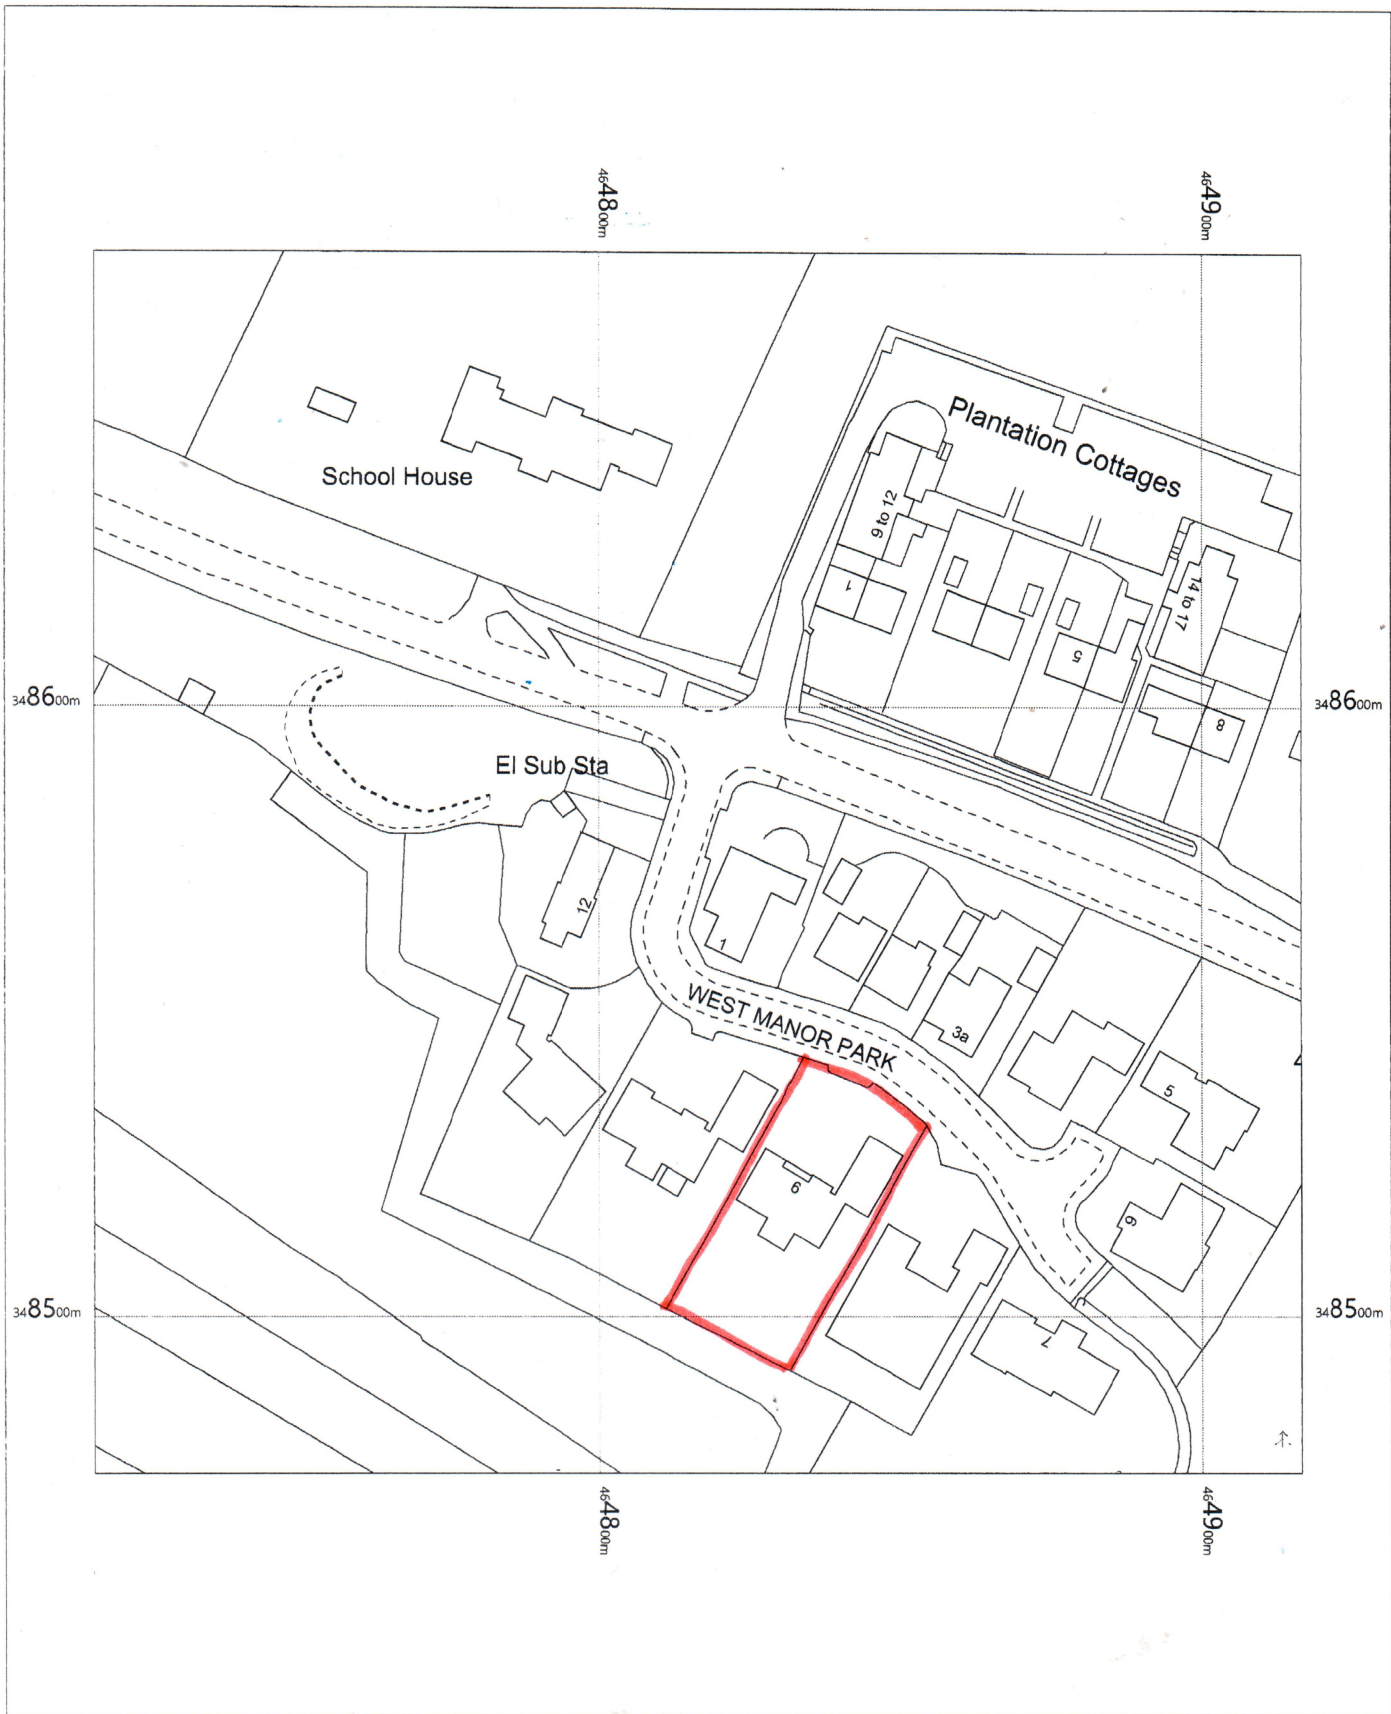 464800m
464900m
Plantation Cottages
School House
9 to 12
1
14 to 17
5
8
348600m
348600m
El Sub Sta
12
1
WEST MANOR PARK
3a
4
5
9
6
7
348500m
348500m
464800m
464900m